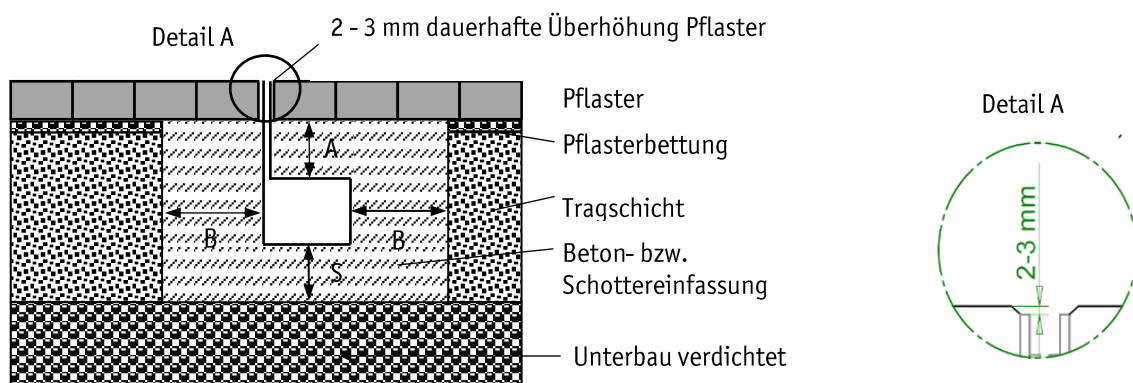 Detail A
2 - 3 mm dauerhafte Überhöhung Pflaster
Pflaster
Pflasterbettung
Tragschicht
Beton- bzw.
Schottereinfassung
Unterbau verdichtet
A
B
B
S
Detail A
2-3 mm